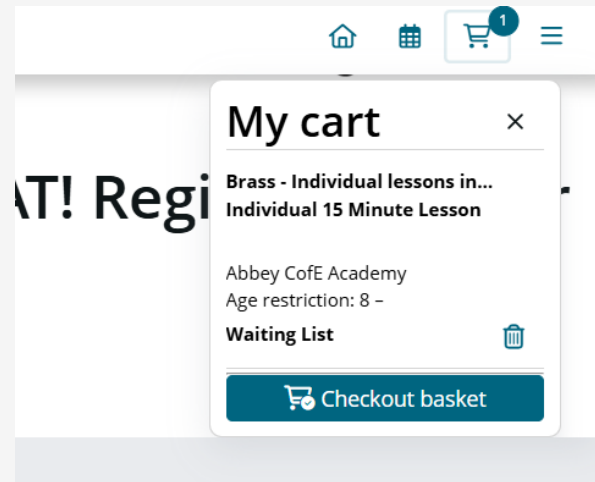 1
My cart
Brass - Individual lessons in...
Individual 15 Minute Lesson
AT! Regi
r
Abbey CofE Academy
Age restriction: 8 –
Waiting List
Checkout basket